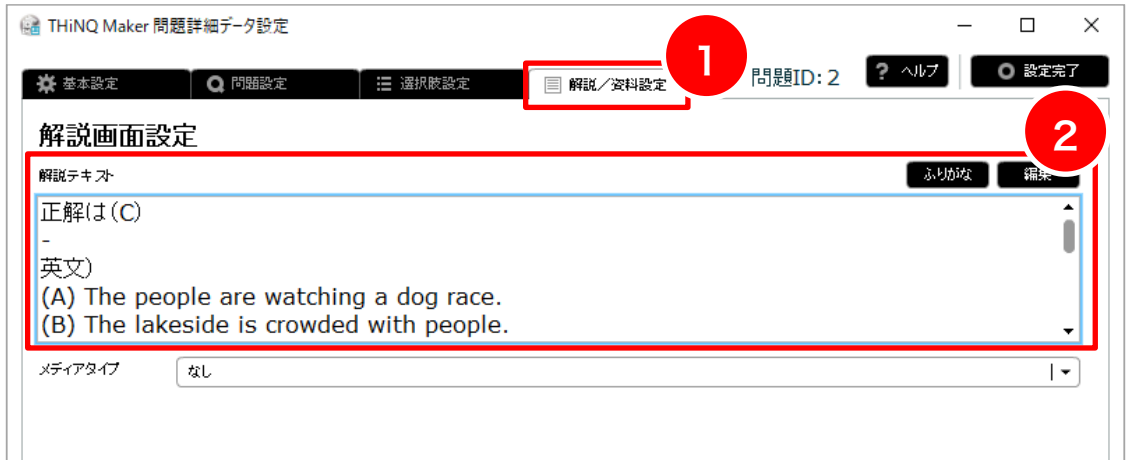 THiNQ Maker 問題詳細データ設定
基本設定 問題設定 選択肢設定 解説／資料設定 1 問題ID: 2 ? ヘルプ 設定完了
解説画面設定 2
解説テキスト ふりがな 編集
正解は(C)
-
英文)
(A) The people are watching a dog race.
(B) The lakeside is crowded with people.
メディアタイプ なし